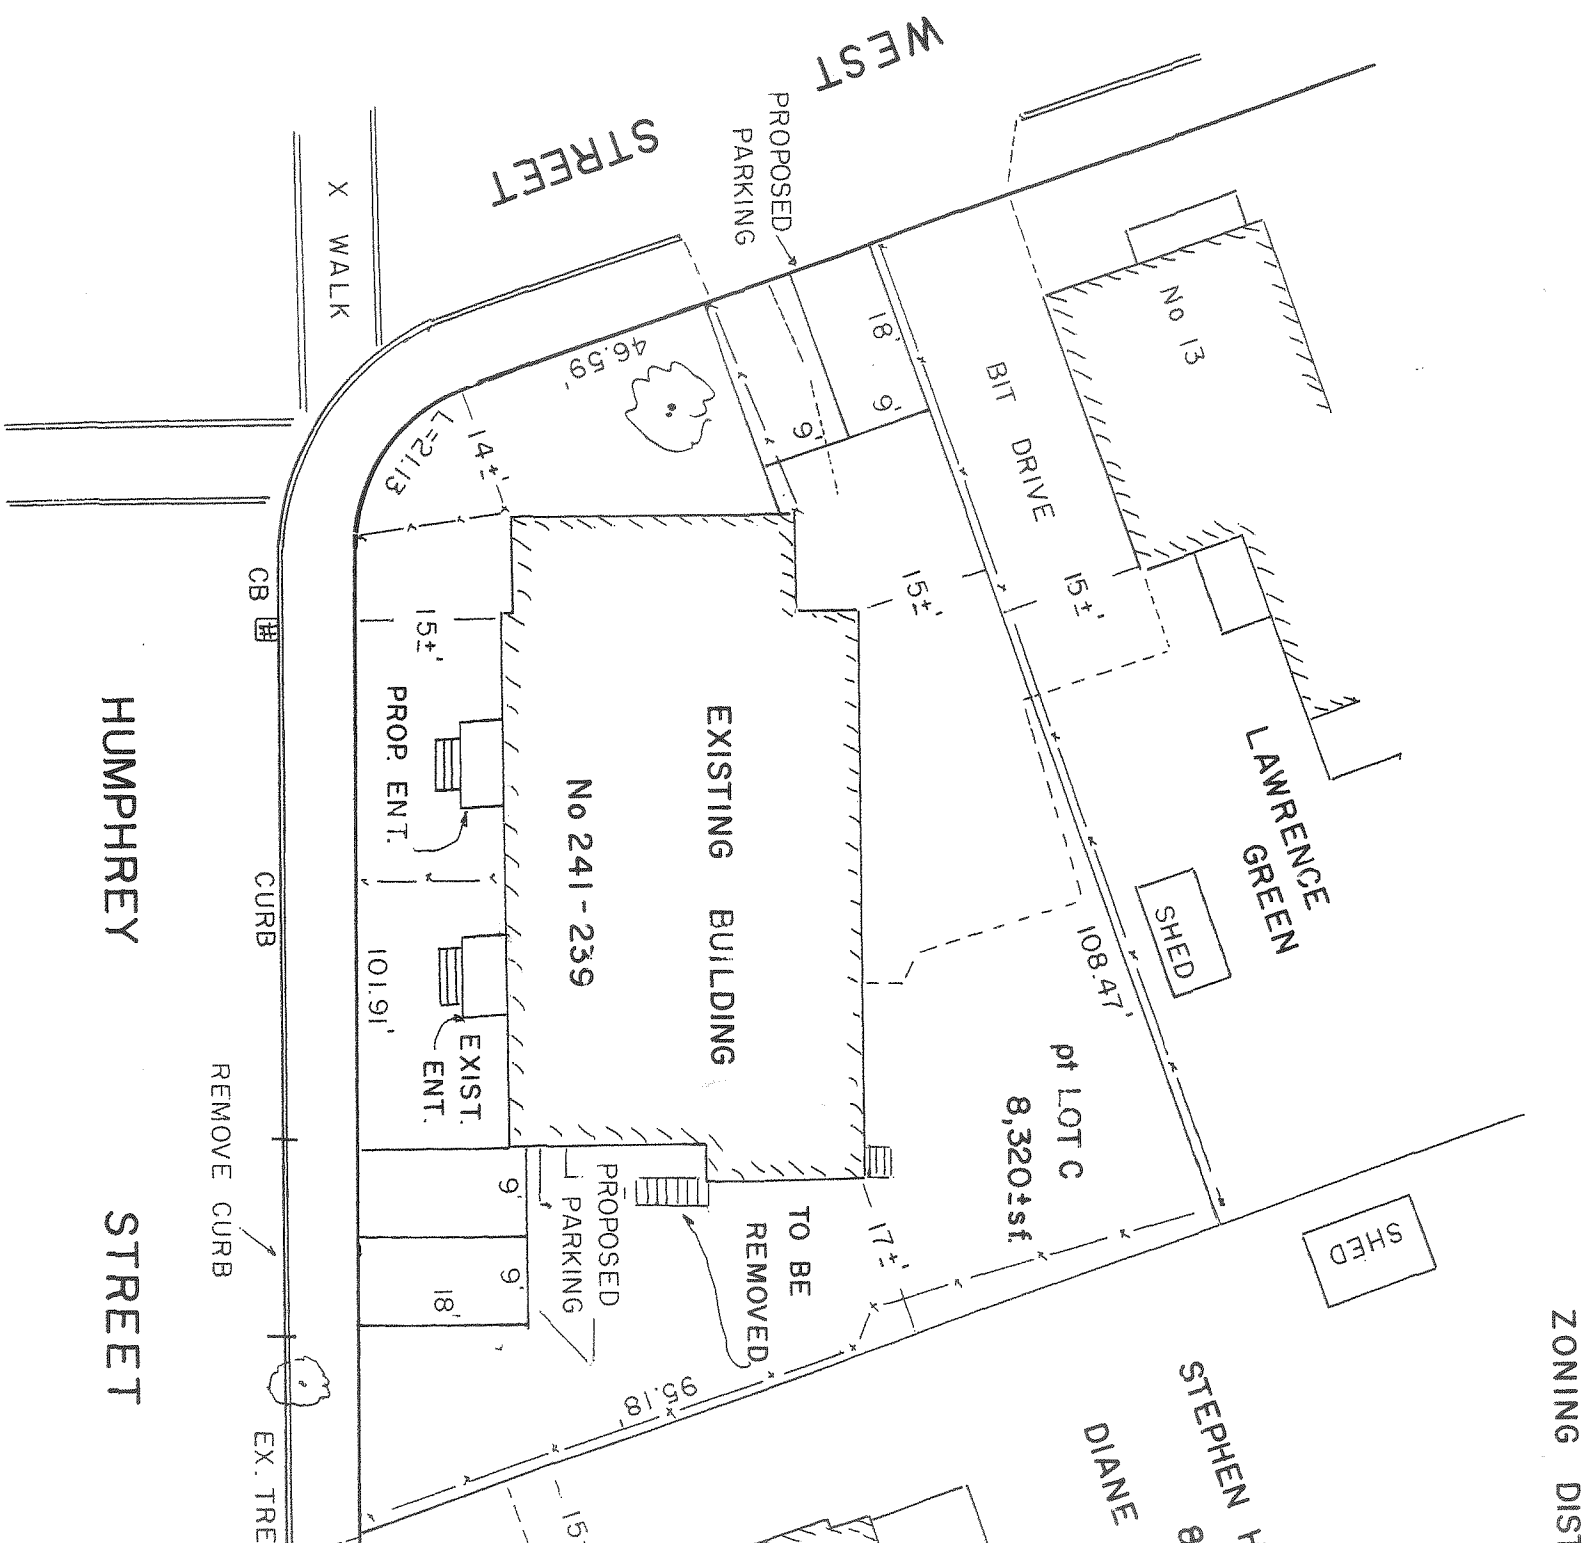 WEST
STREET
PROPOSED
PARKING
X WALK
No 13
18'
9'
9'
BIT DRIVE
46.59'
L=21.13
14±'
15±'
15±'
15±'
CB
PROP. ENT.
HUMPHREY
STREET
CURB
EXISTING BUILDING
No 241-239
LAWRENCE
GREEN
SHED
108.47'
101.91'
EXIST.
ENT.
pt LOT C
8,320±sf.
REMOVE CURB
9'
9'
18'
PROPOSED
PARKING
TO BE
REMOVED
17±'
SHED
95.18'
STEPHEN H
DIANE
8
15
EX. TRE
ZONING DIST